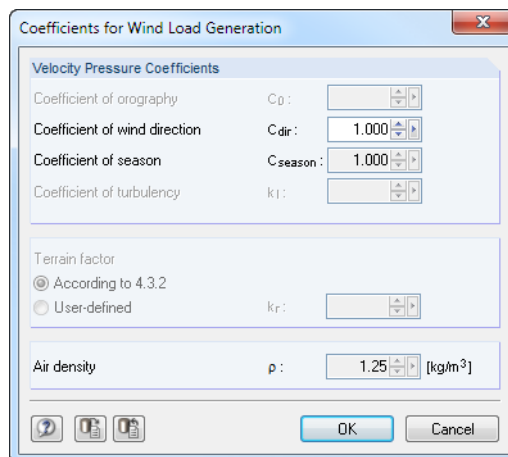 Coefficients for Wind Load Generation
Velocity Pressure Coefficients
Coefficient of orography C0 :
Coefficient of wind direction Cdir : 1.000
Coefficient of season Cseason : 1.000
Coefficient of turbulency kI :
Terrain factor
According to 4.3.2
User-defined kr :
Air density ρ : 1.25 [kg/m³]
OK Cancel